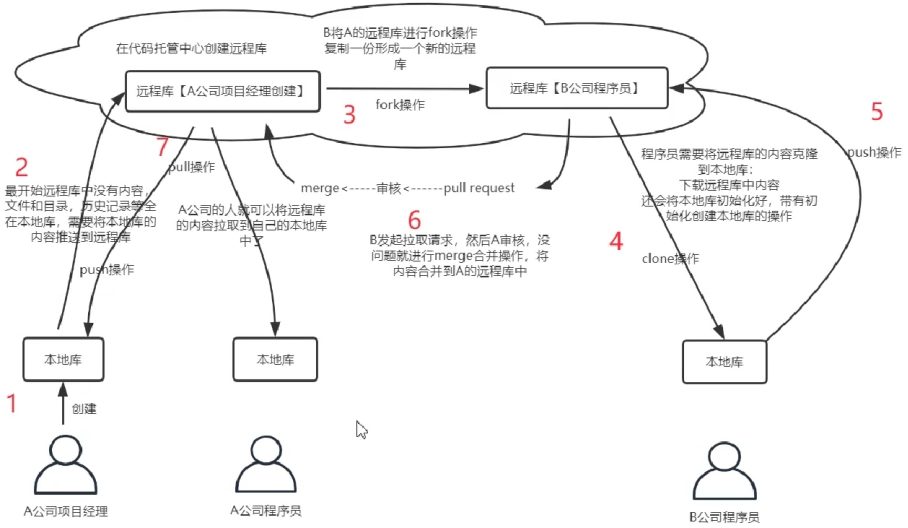 B将A的远程库进行fork操作
复制一份形成一个新的远程
库
在代码托管中心创建远程库
远程库【A公司项目经理创建】
远程库【B公司程序员】
fork操作
3
5
2
7
pull操作
push操作
程序员需要将远程库的内容克隆
到本地库：
下载远程库中内容
还会将本地库初始化好，带有初
始化创建本地库的操作
merge<-----审核<-----pull request
最开始远程库中没有内容，
文件和目录，历史记录等全
在本地库，需要将本地库的
内容推送到远程库
A公司的人就可以将远程库
的内容拉取到自己的本地库
中了
6
B发起拉取请求，然后A审核，没
问题就进行merge合并操作，将
内容合并到A的远程库中
4
clone操作
push操作
本地库
本地库
本地库
1
创建
A公司项目经理
A公司程序员
B公司程序员